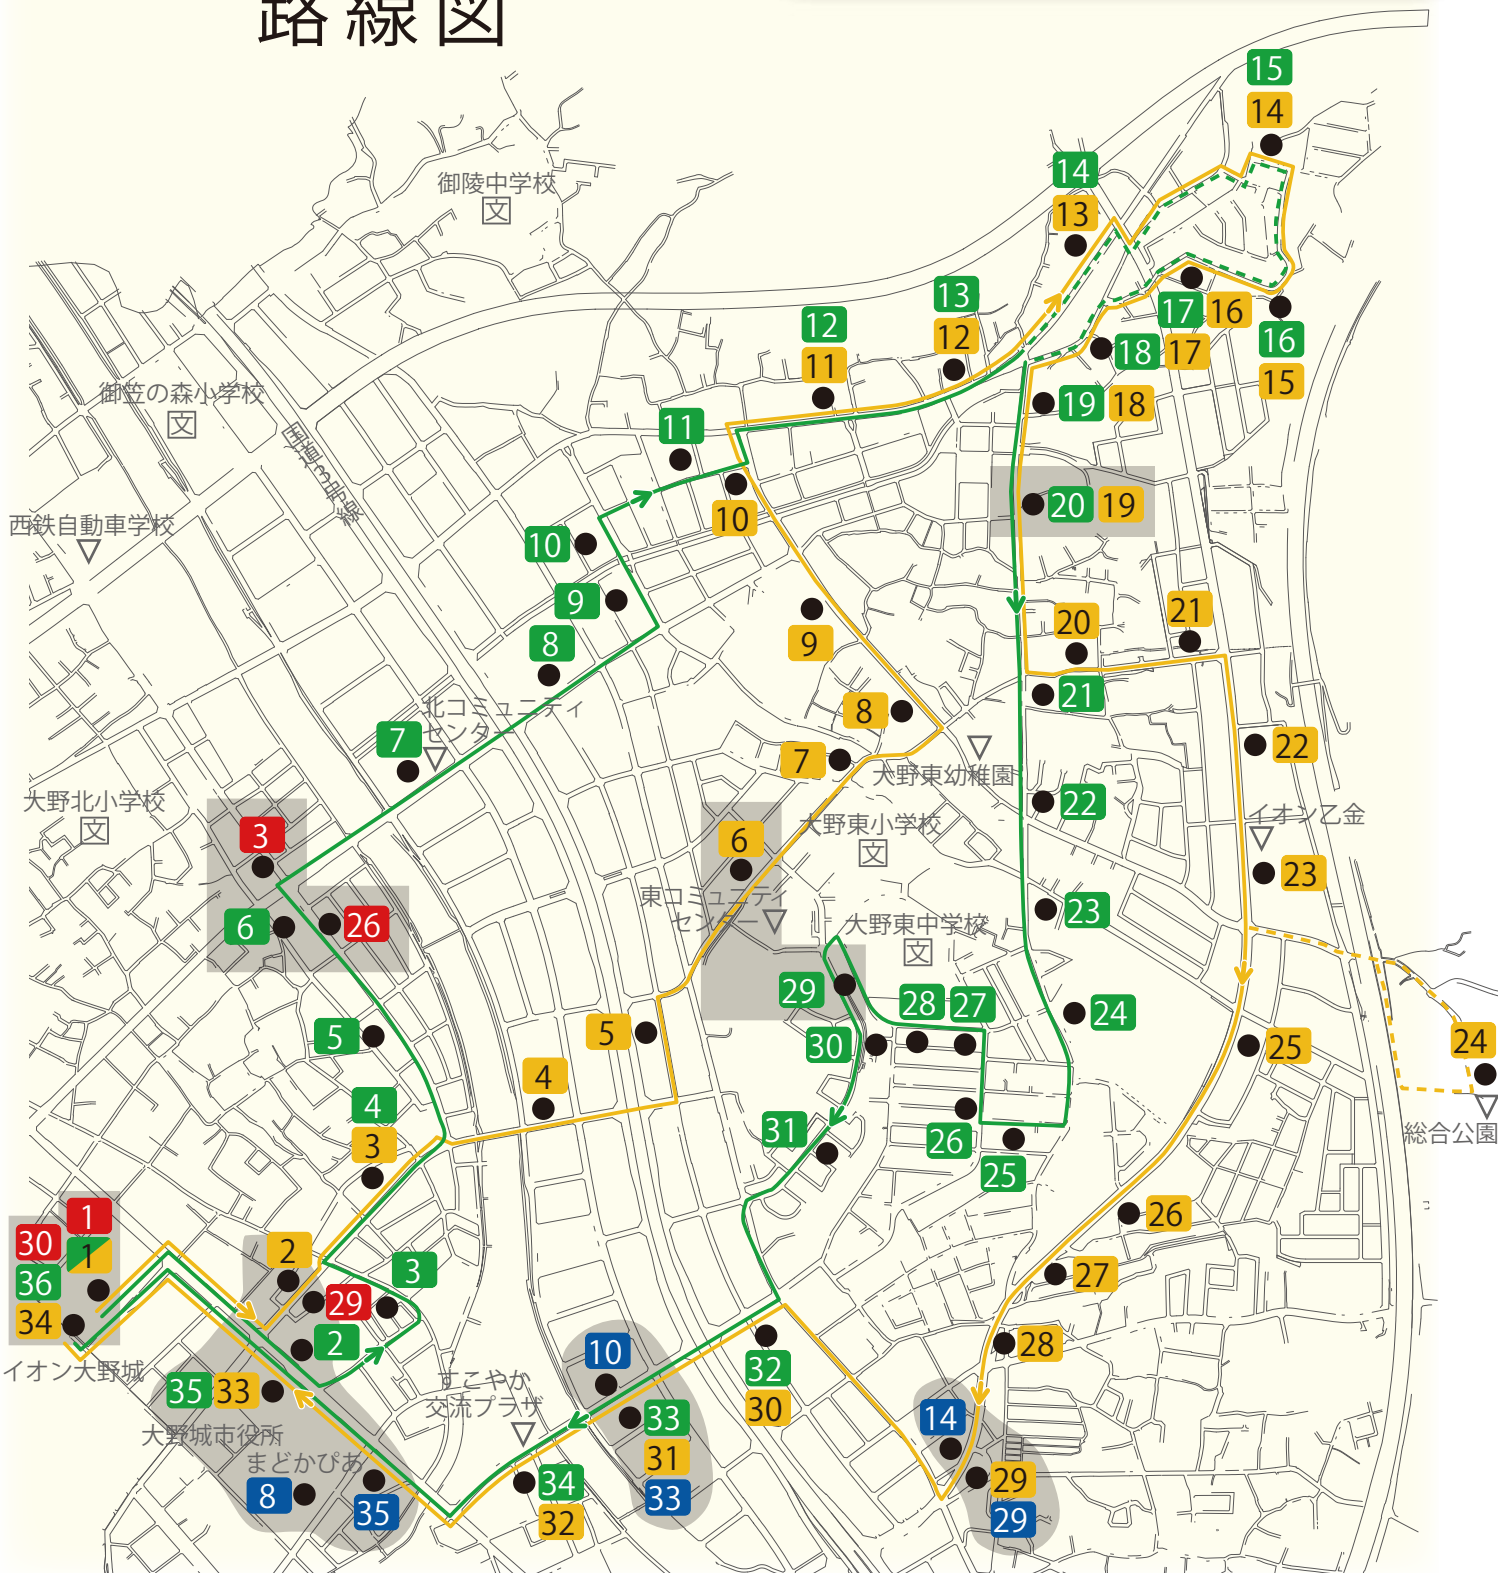 路線図
15
14
御陵中学校
文
14
13
13
12
12
11
17 16
16
15
18 17
19 18
御笠の森小学校
文
国道3号線
11
10
20 19
西鉄自動車学校
10
9
8
9
20
21
21
北コミュニティ
センター
7
8
7
大野東幼稚園
22
22
イオン乙金
23
大野北小学校
文
3
6
26
大野東小学校
文
6
東コミュニティ
センター
大野東中学校
文
23
29
28 27
24
5
5
30
25
24
総合公園
4
4
3
31
26
25
1
30
1
36
34
イオン大野城
2
3
29
2
26
27
28
35 33
大野城市役所
まどかぴあ
8
35
すこやか
交流プラザ
10
33
31
33
34
32
32
30
14
29
29